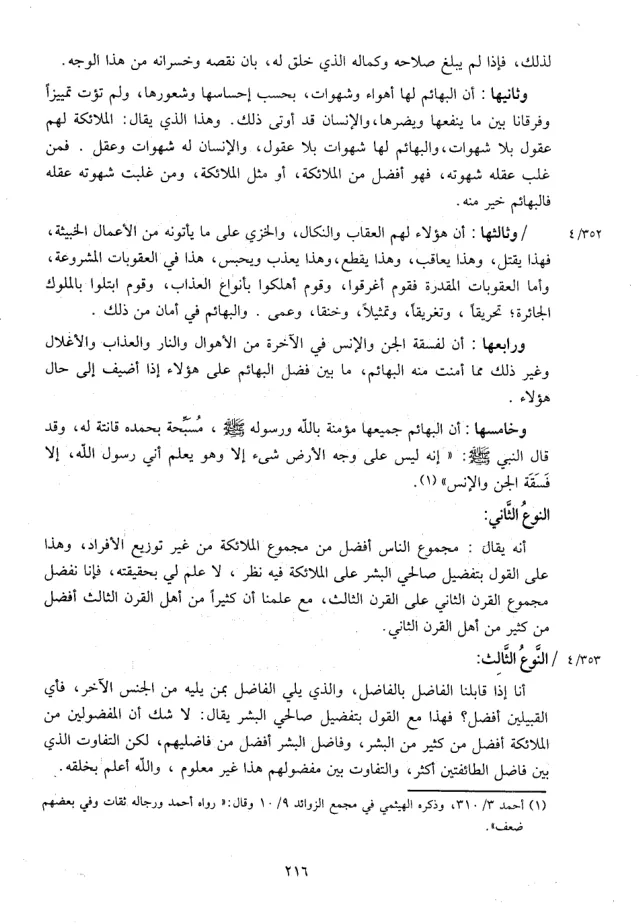 لذلك، فإذا لم يبلغ صلاحه وكماله الذي خلق له، بان نقصه وخسرانه من هذا الوجه.
وثانيها : أن البهائم لها أهواء وشهوات، بحسب إحساسها وشعورها، ولم تؤت تمييزاً
وفرقانا بين ما ينفعها ويضرها، والإنسان قد أوتى ذلك. وهذا الذي يقال: الملائكة لهم
عقول بلا شهوات، والبهائم لها شهوات بلا عقول، والإنسان له شهوات وعقل . فمن
غلب عقله شهوته، فهو أفضل من الملائكة، أو مثل الملائكة، ومن غلبت شهوته عقله
فالبهائم خير منه.
٤/٣٥٢ / وثالثها : أن هؤلاء لهم العقاب والنكال، والخزي على ما يأتونه من الأعمال الخبيثة،
فهذا يقتل، وهذا يعاقب، وهذا يقطع، وهذا يعذب ويحبس، هذا في العقوبات المشروعة،
وأما العقوبات المقدرة فقوم أغرقوا، وقوم أهلكوا بأنواع العذاب، وقوم ابتلوا بالملوك
الجائرة؛ تحريقاً ، وتغريقاً، وتمثيلاً، وخنقا، وعمى . والبهائم في أمان من ذلك .
ورابعها : أن لفسقة الجن والإنس في الآخرة من الأهوال والنار والعذاب والأغلال
وغير ذلك مما أمنت منه البهائم، ما بين فضل البهائم على هؤلاء إذا أضيف إلى حال
هؤلاء .
وخامسها : أن البهائم جميعها مؤمنة بالله ورسوله ﷺ ، مُسَبِّحة بحمده قانتة له، وقد
قال النبي ﷺ: « إنه ليس على وجه الأرض شىء إلا وهو يعلم أني رسول الله، إلا
فَسَقَة الجن والإنس» (١).
النوعُ الثَّاني:
أنه يقال : مجموع الناس أفضل من مجموع الملائكة من غير توزيع الأفراد، وهذا
على القول بتفضيل صالحي البشر على الملائكة فيه نظر ، لا علم لي بحقيقته، فإنا نفضل
مجموع القرن الثاني على القرن الثالث، مع علمنا أن كثيراً من أهل القرن الثالث أفضل
من كثير من أهل القرن الثاني.
٤/٣٥٣ / النَّوعُ الثَّالِث:
أنا إذا قابلنا الفاضل بالفاضل، والذي يلي الفاضل بمن يليه من الجنس الآخر، فأي
القبيلين أفضل؟ فهذا مع القول بتفضيل صالحي البشر يقال: لا شك أن المفضولين من
الملائكة أفضل من كثير من البشر، وفاضل البشر أفضل من فاضليهم، لكن التفاوت الذي
بين فاضل الطائفتين أكثر، والتفاوت بين مفضولهم هذا غير معلوم ، والله أعلم بخلقه.
(١) أحمد ٣/ ٣١٠، وذكره الهيثمي في مجمع الزوائد ٩/ ١٠ وقال:« رواه أحمد ورجاله ثقات وفي بعضهم
ضعف».
٢١٦